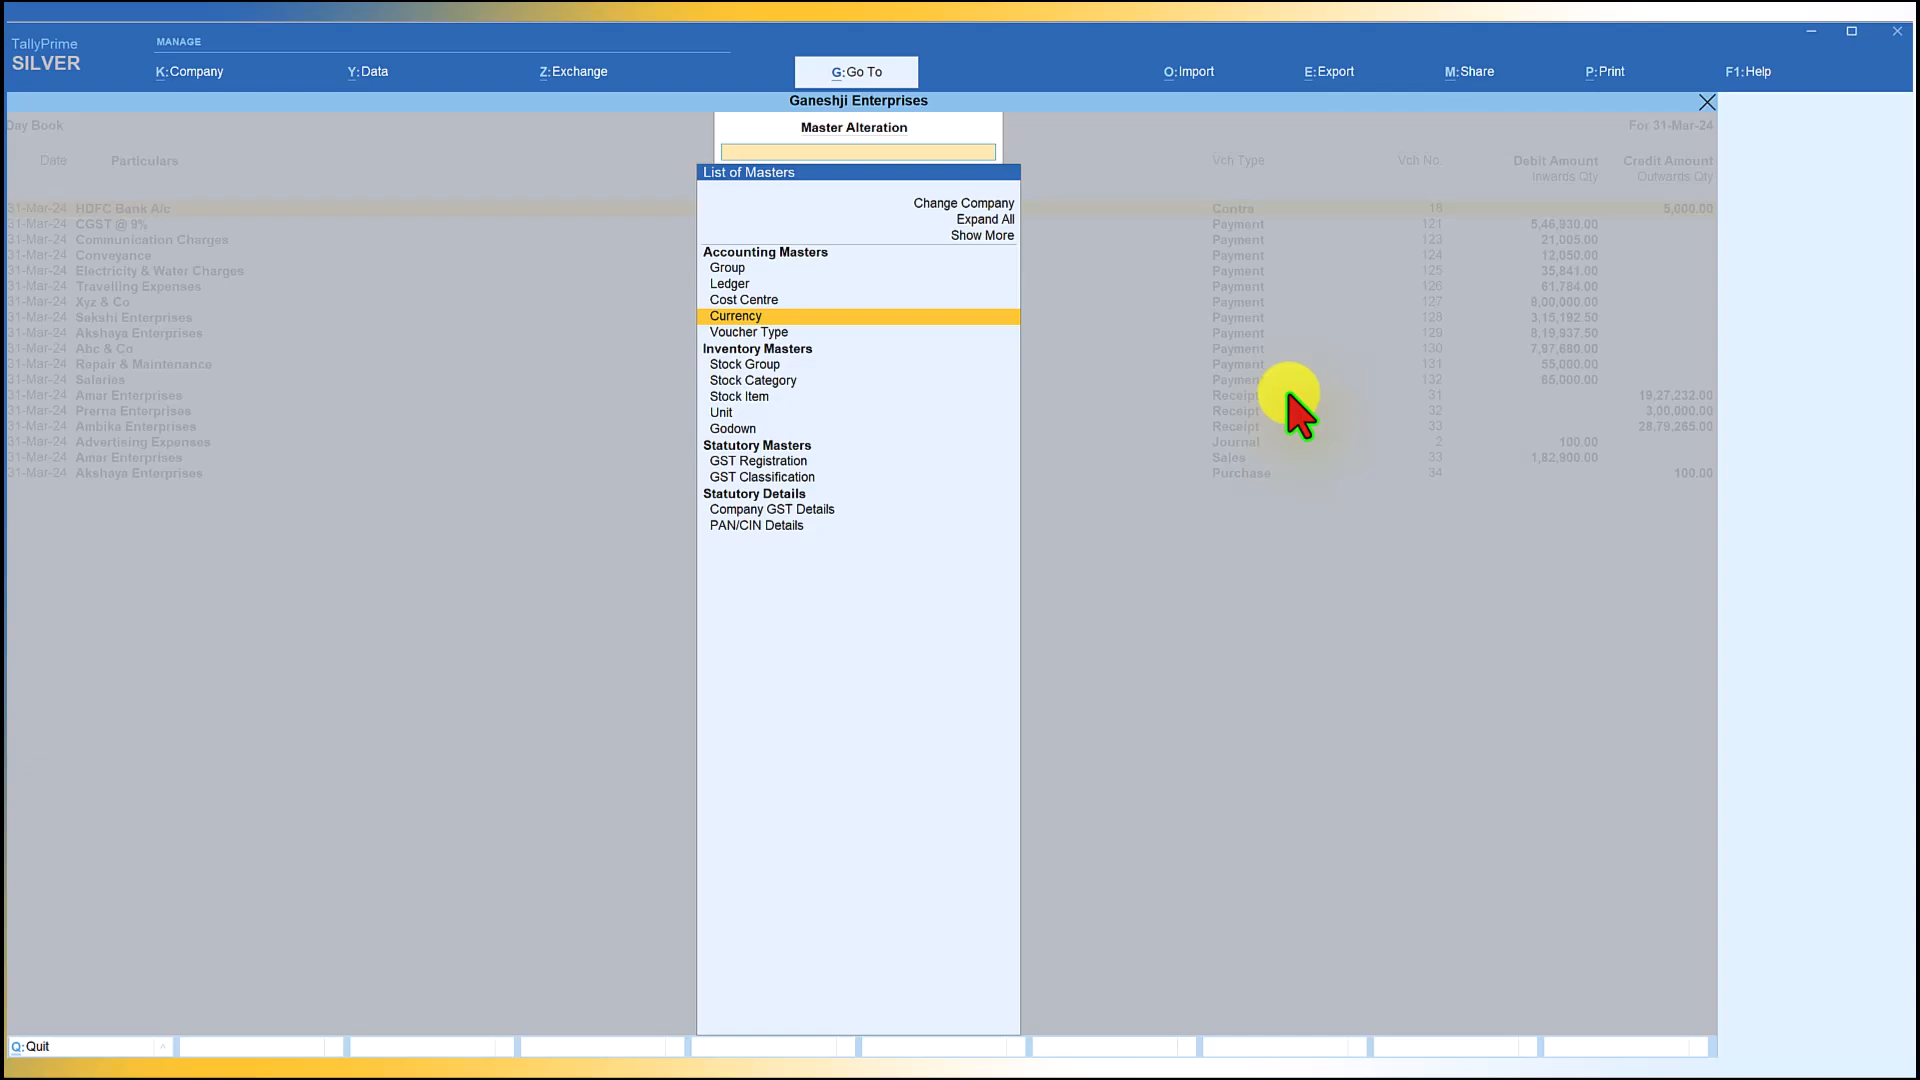 TallyPrime
SILVER
MANAGE
K:Company Y:Data Z:Exchange G:Go To O:Import E:Export M:Share P:Print F1:Help
Ganeshji Enterprises
Day Book Master Alteration For 31-Mar-24
Date Particulars Vch Type Vch No. Debit Amount Credit Amount
Inwards Qty Outwards Qty
List of Masters
Change Company
Expand All
Show More
Accounting Masters
Group
Ledger
Cost Centre
Currency
Voucher Type
Inventory Masters
Stock Group
Stock Category
Stock Item
Unit
Godown
Statutory Masters
GST Registration
GST Classification
Statutory Details
Company GST Details
PAN/CIN Details
31-Mar-24 HDFC Bank A/c Contra 18 5,000.00
31-Mar-24 CGST @ 9% Payment 121 5,46,930.00
31-Mar-24 Communication Charges Payment 123 21,005.00
31-Mar-24 Conveyance Payment 124 12,050.00
31-Mar-24 Electricity & Water Charges Payment 125 35,841.00
31-Mar-24 Travelling Expenses Payment 126 61,784.00
31-Mar-24 Xyz & Co Payment 127 8,00,000.00
31-Mar-24 Sakshi Enterprises Payment 128 3,15,192.50
31-Mar-24 Akshaya Enterprises Payment 129 8,19,937.50
31-Mar-24 Abc & Co Payment 130 7,97,680.00
31-Mar-24 Repair & Maintenance Payment 131 55,000.00
31-Mar-24 Salaries Payment 132 85,000.00
31-Mar-24 Amar Enterprises Receipt 31 19,27,232.00
31-Mar-24 Prerna Enterprises Receipt 32 3,00,000.00
31-Mar-24 Ambika Enterprises Receipt 33 28,79,265.00
31-Mar-24 Advertising Expenses Journal 2 100.00
31-Mar-24 Amar Enterprises Sales 33 1,82,900.00
31-Mar-24 Akshaya Enterprises Purchase 34 100.00
Q:Quit